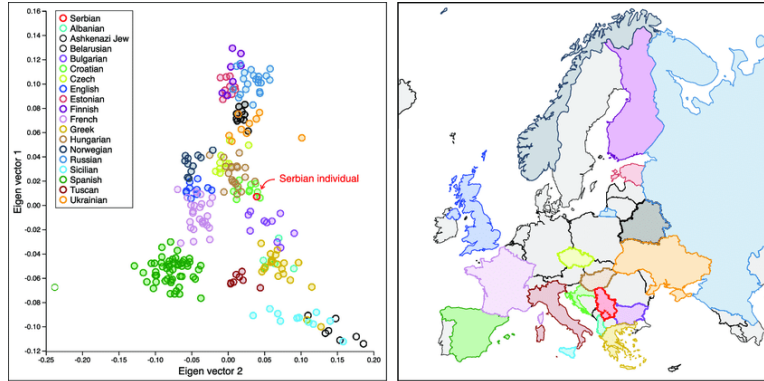 Eigen vector 1
0.14
0.12
0.10
0.08
0.06
0.04
0.02
0.00
-0.02
-0.04
-0.06
-0.08
-0.10
-0.12
Serbian
Albanian
Ashkenazi Jew
Belarusian
Bulgarian
Croatian
Czech
English
Estonian
Finnish
French
Greek
Hungarian
Norwegian
Russian
Sicilian
Spanish
Tuscan
Ukrainian
Serbian individual
-0.30
-0.25
-0.20
-0.15
-0.10
-0.05
0.00
0.05
0.10
0.15
0.20
Eigen vector 2